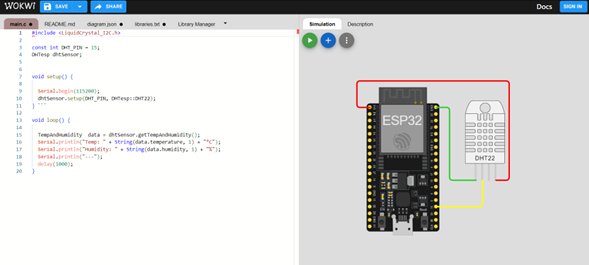 WOKWI SAVE SHARE Docs SIGN IN
main.c README.md diagram.json libraries.txt Library Manager
Simulation Description
1 #include <LiquidCrystal_I2C.h>
2
3 const int DHT_PIN = 15;
4 DHTesp dhtSensor;
5
6
7 void setup() {
8
9 Serial.begin(115200);
10 dhtSensor.setup(DHT_PIN, DHTesp::DHT22);
11 }
12
13 void loop() {
14
15 TempAndHumidity data = dhtSensor.getTempAndHumidity();
16 Serial.println("Temp: " + String(data.temperature, 1) + "°C");
17 Serial.println("Humidity: " + String(data.humidity, 1) + "%");
18 Serial.println("---");
19 delay(1000);
20 }
ESP32
DHT22